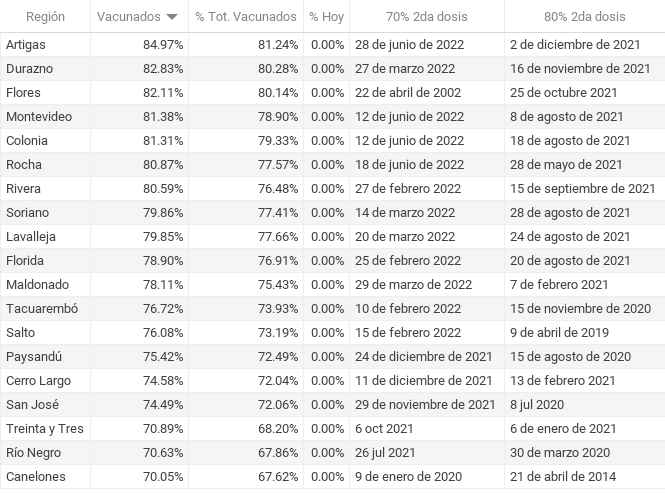 Región Vacunados % Tot. Vacunados % Hoy 70% 2da dosis 80% 2da dosis
Artigas 84.97% 81.24% 0.00% 28 de junio de 2022 2 de diciembre de 2021
Durazno 82.83% 80.28% 0.00% 27 de marzo 2022 16 de noviembre de 2021
Flores 82.11% 80.14% 0.00% 22 de abril de 2002 25 de octubre 2021
Montevideo 81.38% 78.90% 0.00% 12 de junio de 2022 8 de agosto de 2021
Colonia 81.31% 79.33% 0.00% 12 de junio de 2022 18 de agosto de 2021
Rocha 80.87% 77.57% 0.00% 18 de junio de 2022 28 de mayo de 2021
Rivera 80.59% 76.48% 0.00% 27 de febrero 2022 15 de septiembre de 2021
Soriano 79.86% 77.41% 0.00% 14 de marzo 2022 28 de agosto de 2021
Lavalleja 79.85% 77.66% 0.00% 20 de marzo 2022 24 de agosto de 2021
Florida 78.90% 76.91% 0.00% 25 de febrero 2022 20 de agosto de 2021
Maldonado 78.11% 75.43% 0.00% 29 de marzo de 2022 7 de febrero 2021
Tacuarembó 76.72% 73.93% 0.00% 10 de febrero 2022 15 de noviembre de 2020
Salto 76.08% 73.19% 0.00% 15 de febrero 2022 9 de abril de 2019
Paysandú 75.42% 72.49% 0.00% 24 de diciembre de 2021 15 de agosto de 2020
Cerro Largo 74.58% 72.04% 0.00% 11 de diciembre de 2021 13 de febrero 2021
San José 74.49% 72.06% 0.00% 29 de noviembre de 2021 8 jul 2020
Treinta y Tres 70.89% 68.20% 0.00% 6 oct 2021 6 de enero de 2021
Río Negro 70.63% 67.86% 0.00% 26 jul 2021 30 de marzo 2020
Canelones 70.05% 67.62% 0.00% 9 de enero de 2020 21 de abril de 2014